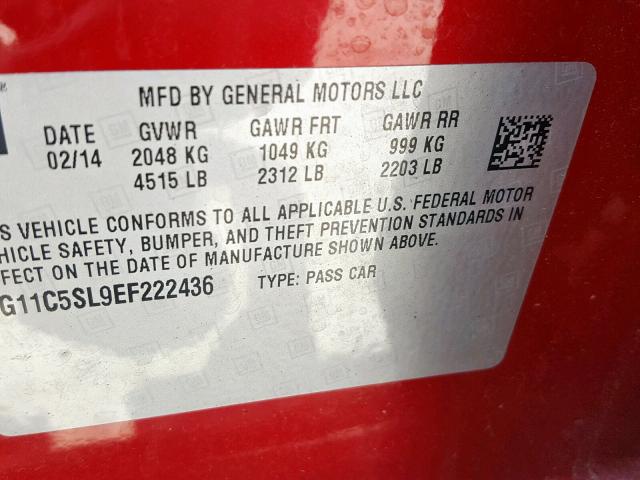 MFD BY GENERAL MOTORS LLC
DATE GVWR GAWR FRT GAWR RR
02/14 2048 KG 1049 KG 999 KG
4515 LB 2312 LB 2203 LB
S VEHICLE CONFORMS TO ALL APPLICABLE U.S. FEDERAL MOTOR
HICLE SAFETY, BUMPER, AND THEFT PREVENTION STANDARDS IN
FFECT ON THE DATE OF MANUFACTURE SHOWN ABOVE.
G11C5SL9EF222436 TYPE: PASS CAR